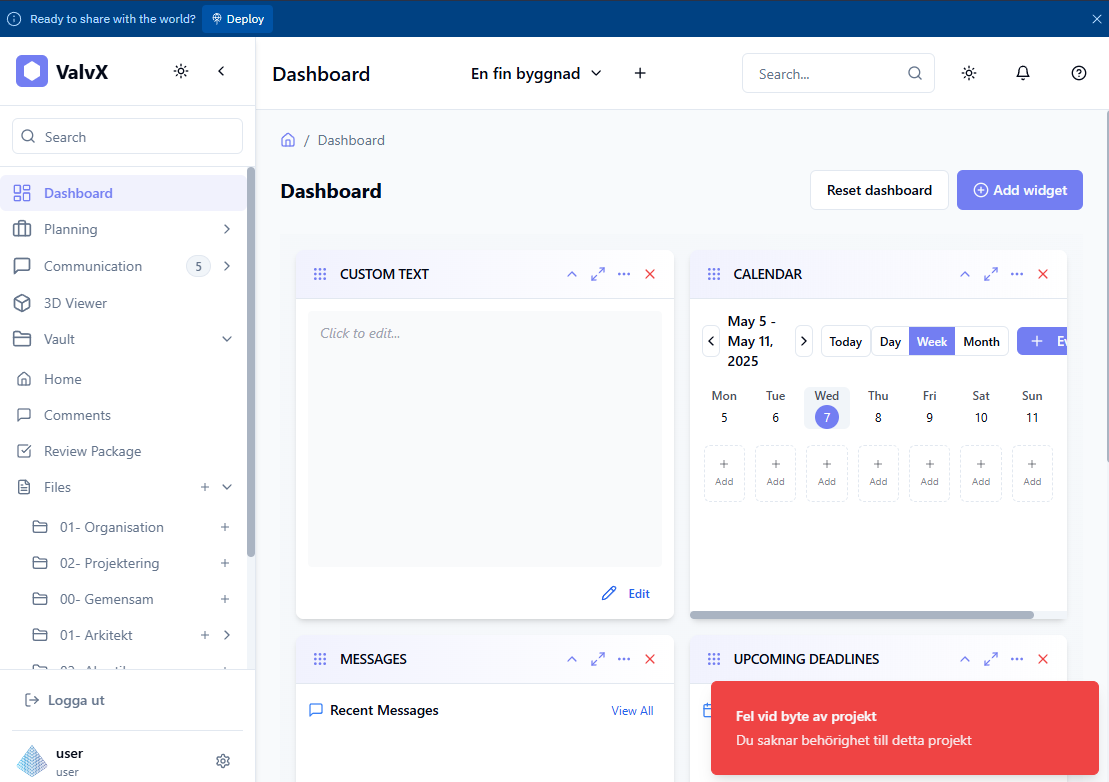 Ready to share with the world?
Deploy
ValvX
Dashboard
En fin byggnad
Search...
Search
Dashboard
Planning
Communication
5
3D Viewer
Vault
Home
Comments
Review Package
Files
01- Organisation
02- Projektering
00- Gemensam
01- Arkitekt
Logga ut
user
user
/ Dashboard
Dashboard
Reset dashboard
Add widget
CUSTOM TEXT
Click to edit...
Edit
CALENDAR
May 5 -
May 11,
2025
Today
Day
Week
Month
Mon Tue Wed Thu Fri Sat Sun
5 6 7 8 9 10 11
Add Add Add Add Add Add Add
MESSAGES
Recent Messages
View All
UPCOMING DEADLINES
Fel vid byte av projekt
Du saknar behörighet till detta projekt